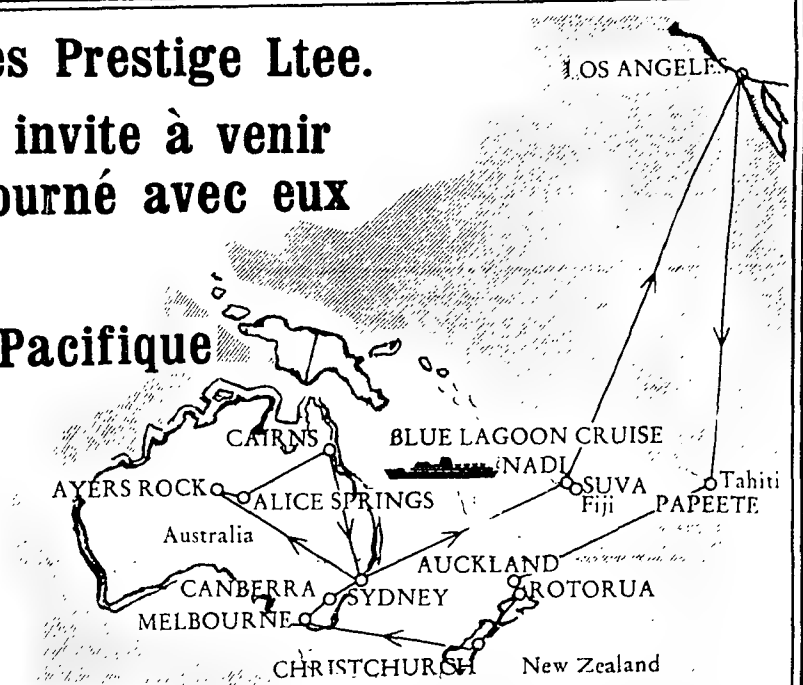 es Prestige Ltee.
invite à venir
ourné avec eux
Pacifique
LOS ANGELES
CAIRNS
BLUE LAGOON CRUISE
NADI
AYERS ROCK
ALICE SPRINGS
SUVA
Fiji
Tahiti
PAPEETE
Australia
AUCKLAND
CANBERRA
SYDNEY
ROTORUA
MELBOURNE
CHRISTCHURCH
New Zealand